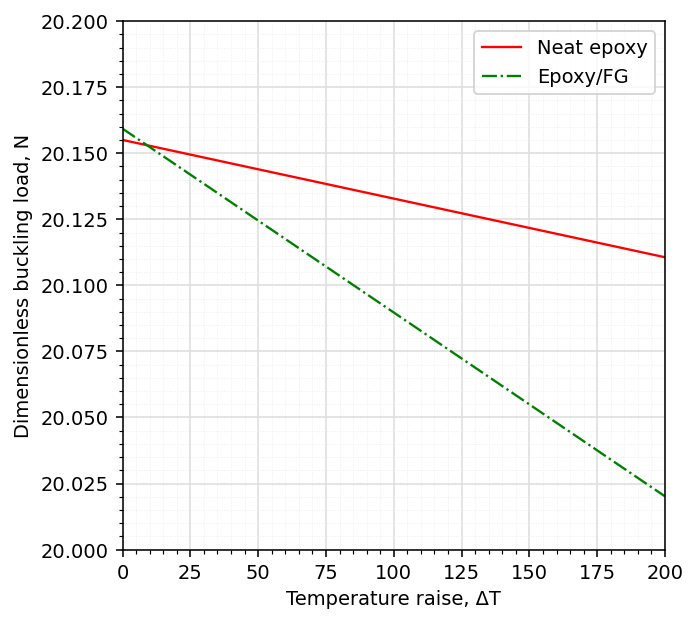 20.200
20.175
20.150
20.125
20.100
20.075
20.050
20.025
20.000
Dimensionless buckling load, N
Neat epoxy
Epoxy/FG
0 25 50 75 100 125 150 175 200
Temperature raise, ΔT